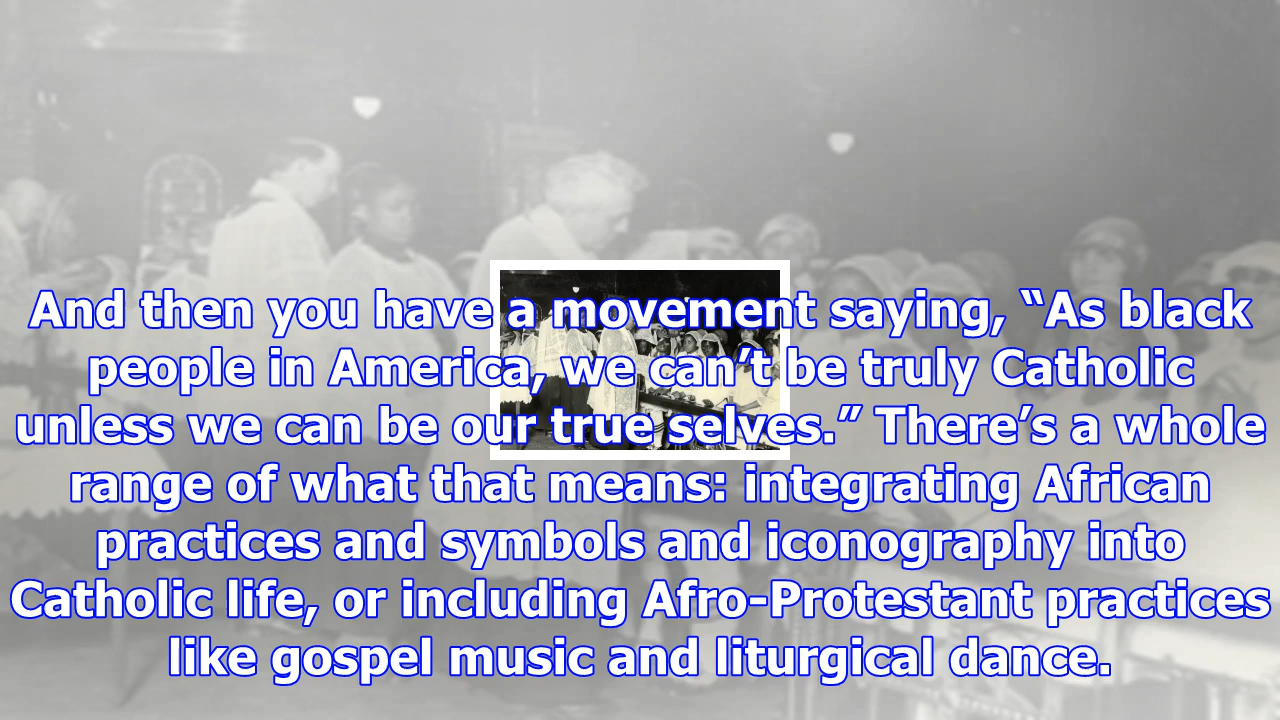 And then you have a movement saying, “As black
people in America, we can’t be truly Catholic
unless we can be our true selves.” There’s a whole
range of what that means: integrating African
practices and symbols and iconography into
Catholic life, or including Afro-Protestant practices
like gospel music and liturgical dance.